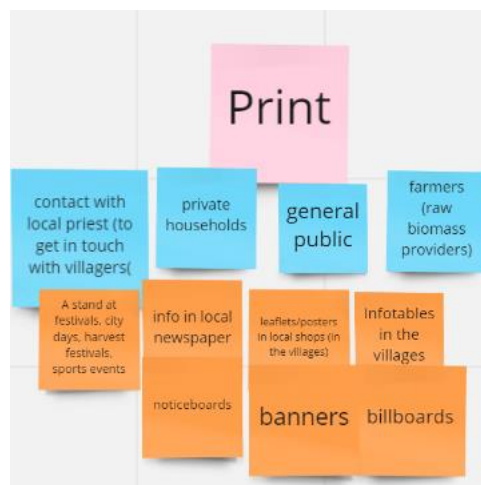 Print
contact with
local priest (to
get in touch
with villagers(
private
households
general
public
farmers
(raw
biomass
providers)
A stand at
festivals, city
days, harvest
festivals,
sports events
info in local
newspaper
leaflets/posters
in local shops (in
the villages)
Infotables
in the
villages
noticeboards
banners
billboards